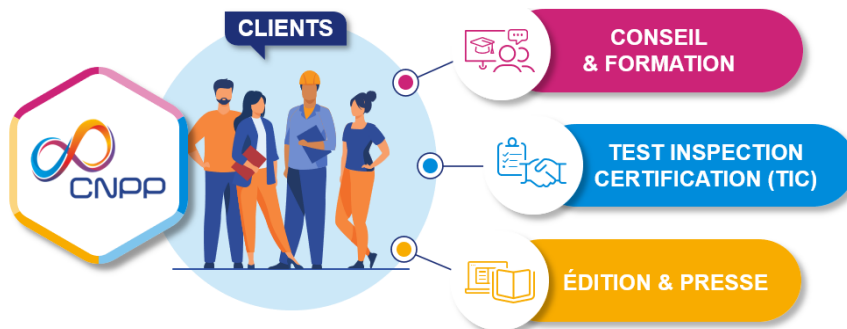 CLIENTS
CNPP
CONSEIL
& FORMATION
TEST INSPECTION
CERTIFICATION (TIC)
ÉDITION & PRESSE